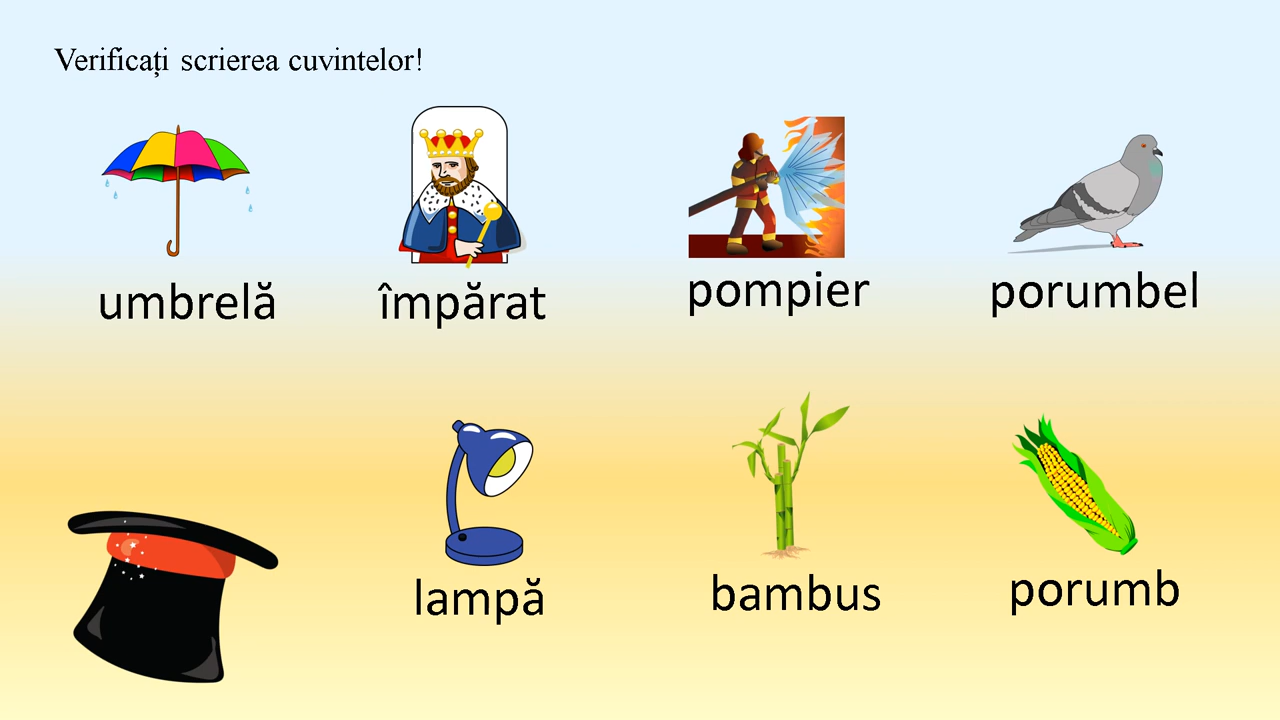 Verificați scrierea cuvintelor!
umbrelă
împărat
pompier
porumbel
lampă
bambus
porumb